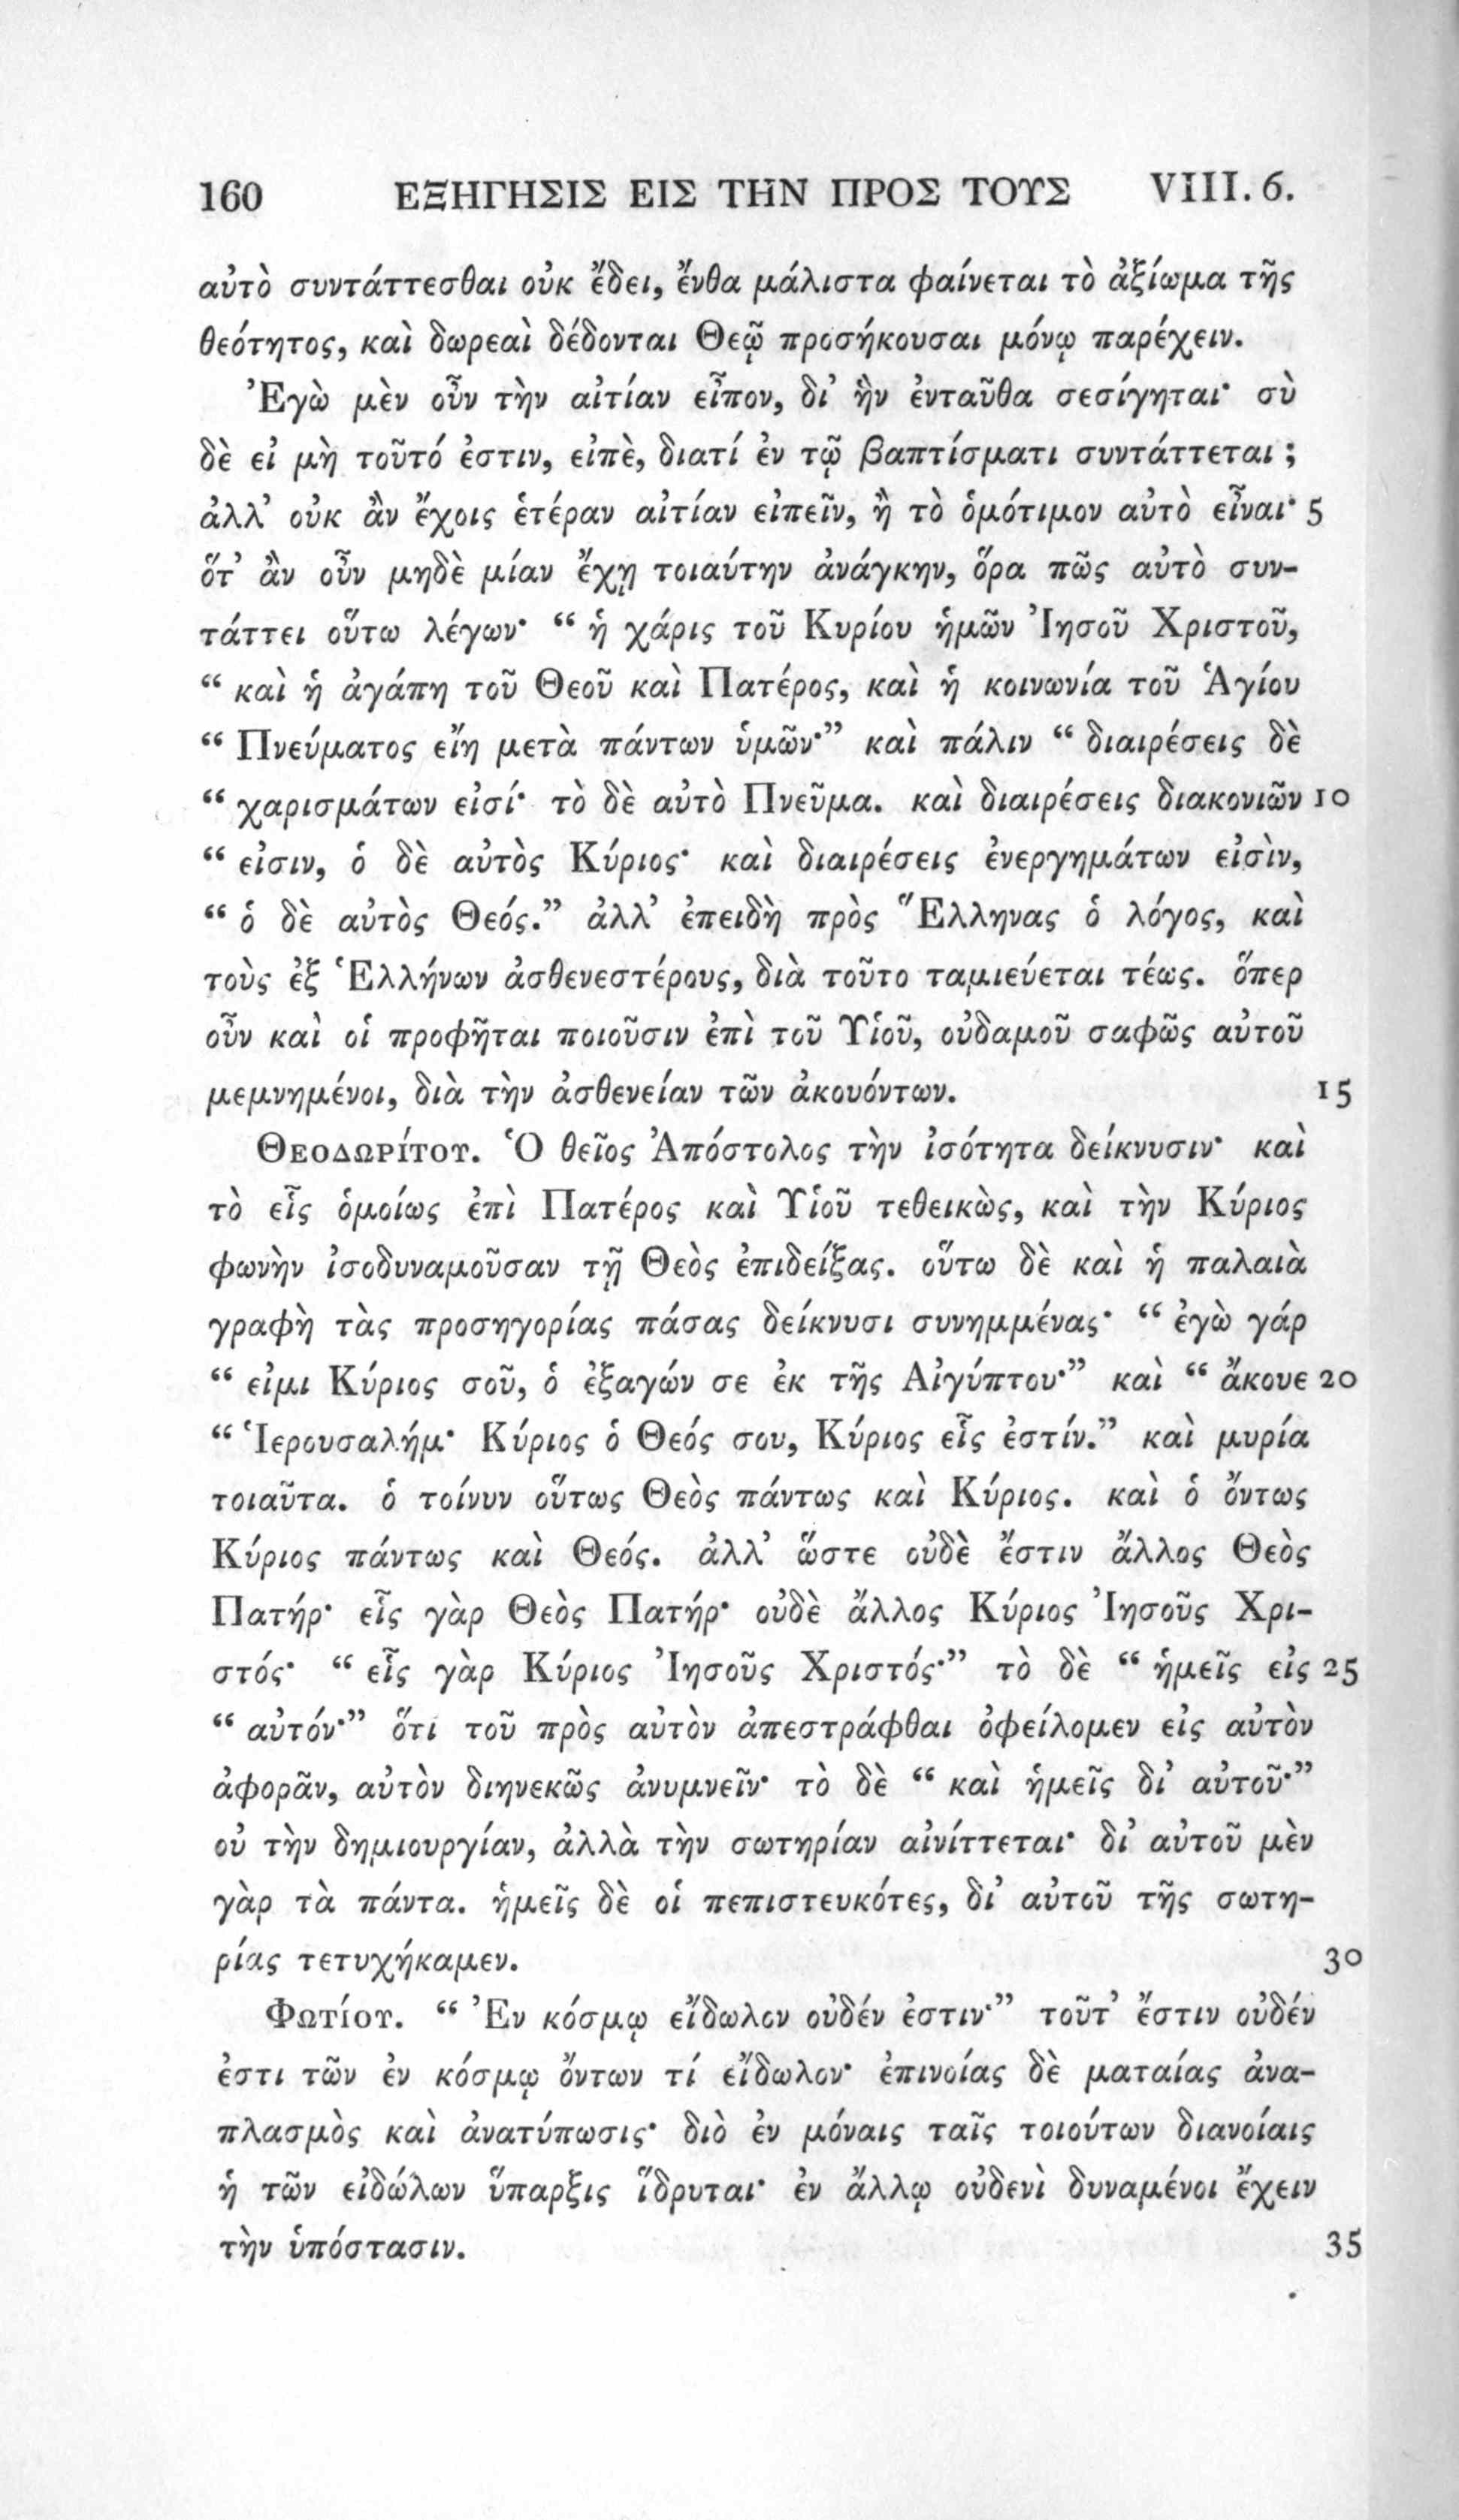 160 ΕΞΗΓΗΣΙΣ ΕΙΣ ΤΗΝ ΠΡΟΣ ΤΟΥΣ VIII. 6.
αὐτὸ συντάττεσθαι οὐκ ἔδει, ἔνθα μάλιστα φαίνεται τὸ ἀξίωμα τῆς
θεότητος, καὶ δωρεαὶ δέδονται Θεῷ προσήκουσαι μόνῳ παρέχειν.
Ἐγὼ μὲν οὖν τὴν αἰτίαν εἶπον, δι’ ἣν ἐνταῦθα σεσίγηται· σὺ
δὲ εἰ μὴ τοῦτό ἐστιν, εἰπὲ, διατί ἐν τῷ βαπτίσματι συντάττεται ;
ἀλλ’ οὐκ ἂν ἔχοις ἑτέραν αἰτίαν εἰπεῖν, ἢ τὸ ὁμότιμον αὐτὸ εἶναι· 5
ὅτ’ ἂν οὖν μηδὲ μίαν ἔχῃ τοιαύτην ἀνάγκην, ὅρα πῶς αὐτὸ συν-
τάττει οὕτω λέγων· “ ἡ χάρις τοῦ Κυρίου ἡμῶν Ἰησοῦ Χριστοῦ,
“ καὶ ἡ ἀγάπη τοῦ Θεοῦ καὶ Πατέρος, καὶ ἡ κοινωνία τοῦ Ἁγίου
“ Πνεύματος εἴη μετὰ πάντων ὑμῶν·” καὶ πάλιν “ διαιρέσεις δὲ
“ χαρισμάτων εἰσί· τὸ δὲ αὐτὸ Πνεῦμα. καὶ διαιρέσεις διακονιῶν 10
“ εἰσιν, ὁ δὲ αὐτὸς Κύριος· καὶ διαιρέσεις ἐνεργημάτων εἰσὶν,
“ ὁ δὲ αὐτὸς Θεός.” ἀλλ’ ἐπειδὴ πρὸς Ἕλληνας ὁ λόγος, καὶ
τοὺς ἐξ Ἑλλήνων ἀσθενεστέρους, διὰ τοῦτο ταμιεύεται τέως. ὅπερ
οὖν καὶ οἱ προφῆται ποιοῦσιν ἐπὶ τοῦ Υἱοῦ, οὐδαμοῦ σαφῶς αὐτοῦ
μεμνημένοι, διὰ τὴν ἀσθενείαν τῶν ἀκουόντων. 15
Θεοδωρίτου. Ὁ θεῖος Ἀπόστολος τὴν ἰσότητα δείκνυσιν· καὶ
τὸ εἷς ὁμοίως ἐπὶ Πατέρος καὶ Υἱοῦ τεθεικὼς, καὶ τὴν Κύριος
φωνὴν ἰσοδυναμοῦσαν τῇ Θεὸς ἐπιδείξας. οὕτω δὲ καὶ ἡ παλαιὰ
γραφὴ τὰς προσηγορίας πάσας δείκνυσι συνημμένας· “ ἐγὼ γάρ
“ εἰμι Κύριος σοῦ, ὁ ἐξαγών σε ἐκ τῆς Αἰγύπτου·” καὶ “ ἄκουε 20
“ Ἱερουσαλήμ· Κύριος ὁ Θεός σου, Κύριος εἷς ἐστίν.” καὶ μυρία
τοιαῦτα. ὁ τοίνυν οὕτως Θεὸς πάντως καὶ Κύριος. καὶ ὁ ὄντως
Κύριος πάντως καὶ Θεός. ἀλλ’ ὥστε οὐδὲ ἔστιν ἄλλος Θεὸς
Πατήρ· εἷς γὰρ Θεὸς Πατήρ· οὐδὲ ἄλλος Κύριος Ἰησοῦς Χρι-
στός· “ εἷς γὰρ Κύριος Ἰησοῦς Χριστός·” τὸ δὲ “ ἡμεῖς εἰς 25
“ αὐτόν·” ὅτι τοῦ πρὸς αὐτὸν ἀπεστράφθαι ὀφείλομεν εἰς αὐτὸν
ἀφορᾶν, αὐτὸν διηνεκῶς ἀνυμνεῖν· τὸ δὲ “ καὶ ἡμεῖς δι’ αὐτοῦ·”
οὐ τὴν δημιουργίαν, ἀλλὰ τὴν σωτηρίαν αἰνίττεται· δι’ αὐτοῦ μὲν
γὰρ τὰ πάντα. ἡμεῖς δὲ οἱ πεπιστευκότες, δι’ αὐτοῦ τῆς σωτη-
ρίας τετυχήκαμεν. 30
Φωτίου. “ Ἐν κόσμῳ εἴδωλον οὐδέν ἐστιν·” τοῦτ’ ἔστιν οὐδέν
ἐστι τῶν ἐν κόσμῳ ὄντων τί εἴδωλον· ἐπινοίας δὲ ματαίας ἀνα-
πλασμὸς καὶ ἀνατύπωσις· διὸ ἐν μόναις ταῖς τοιούτων διανοίαις
ἡ τῶν εἰδώλων ὕπαρξις ἵδρυται· ἐν ἄλλῳ οὐδενὶ δυναμένοι ἔχειν
τὴν ὑπόστασιν. 35